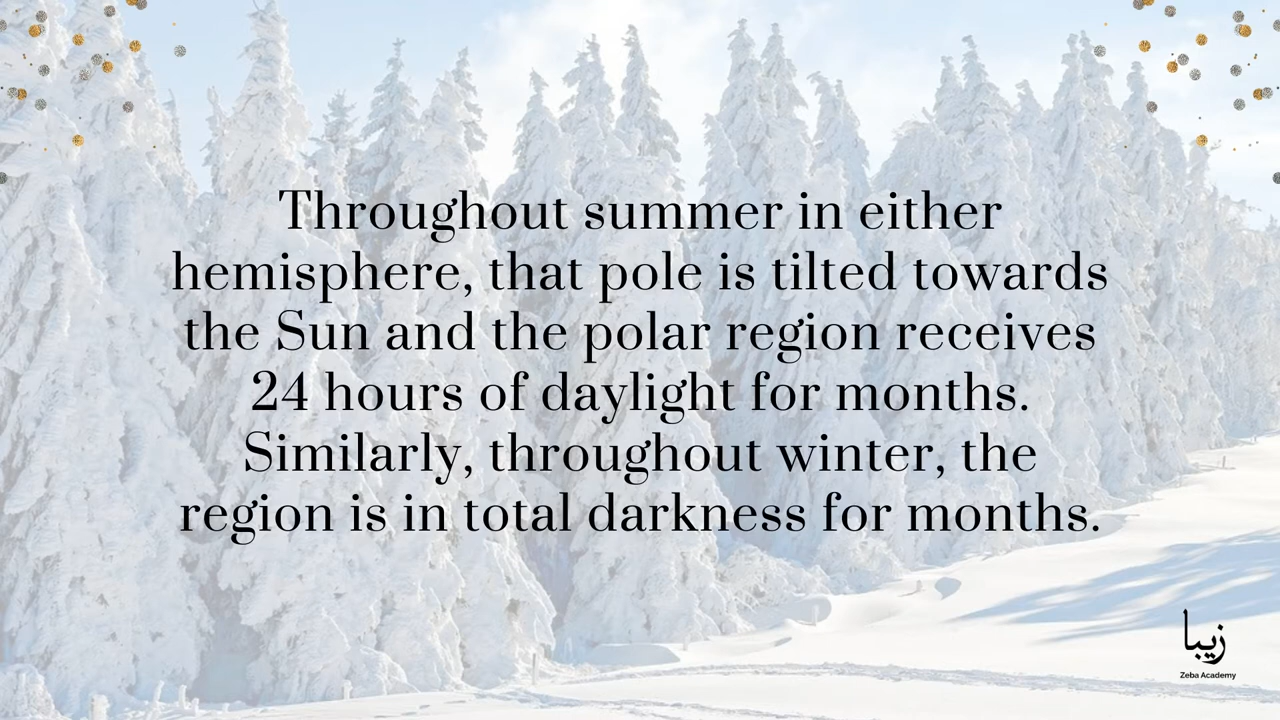 Throughout summer in either
hemisphere, that pole is tilted towards
the Sun and the polar region receives
24 hours of daylight for months.
Similarly, throughout winter, the
region is in total darkness for months.
زیبا
Zeba Academy